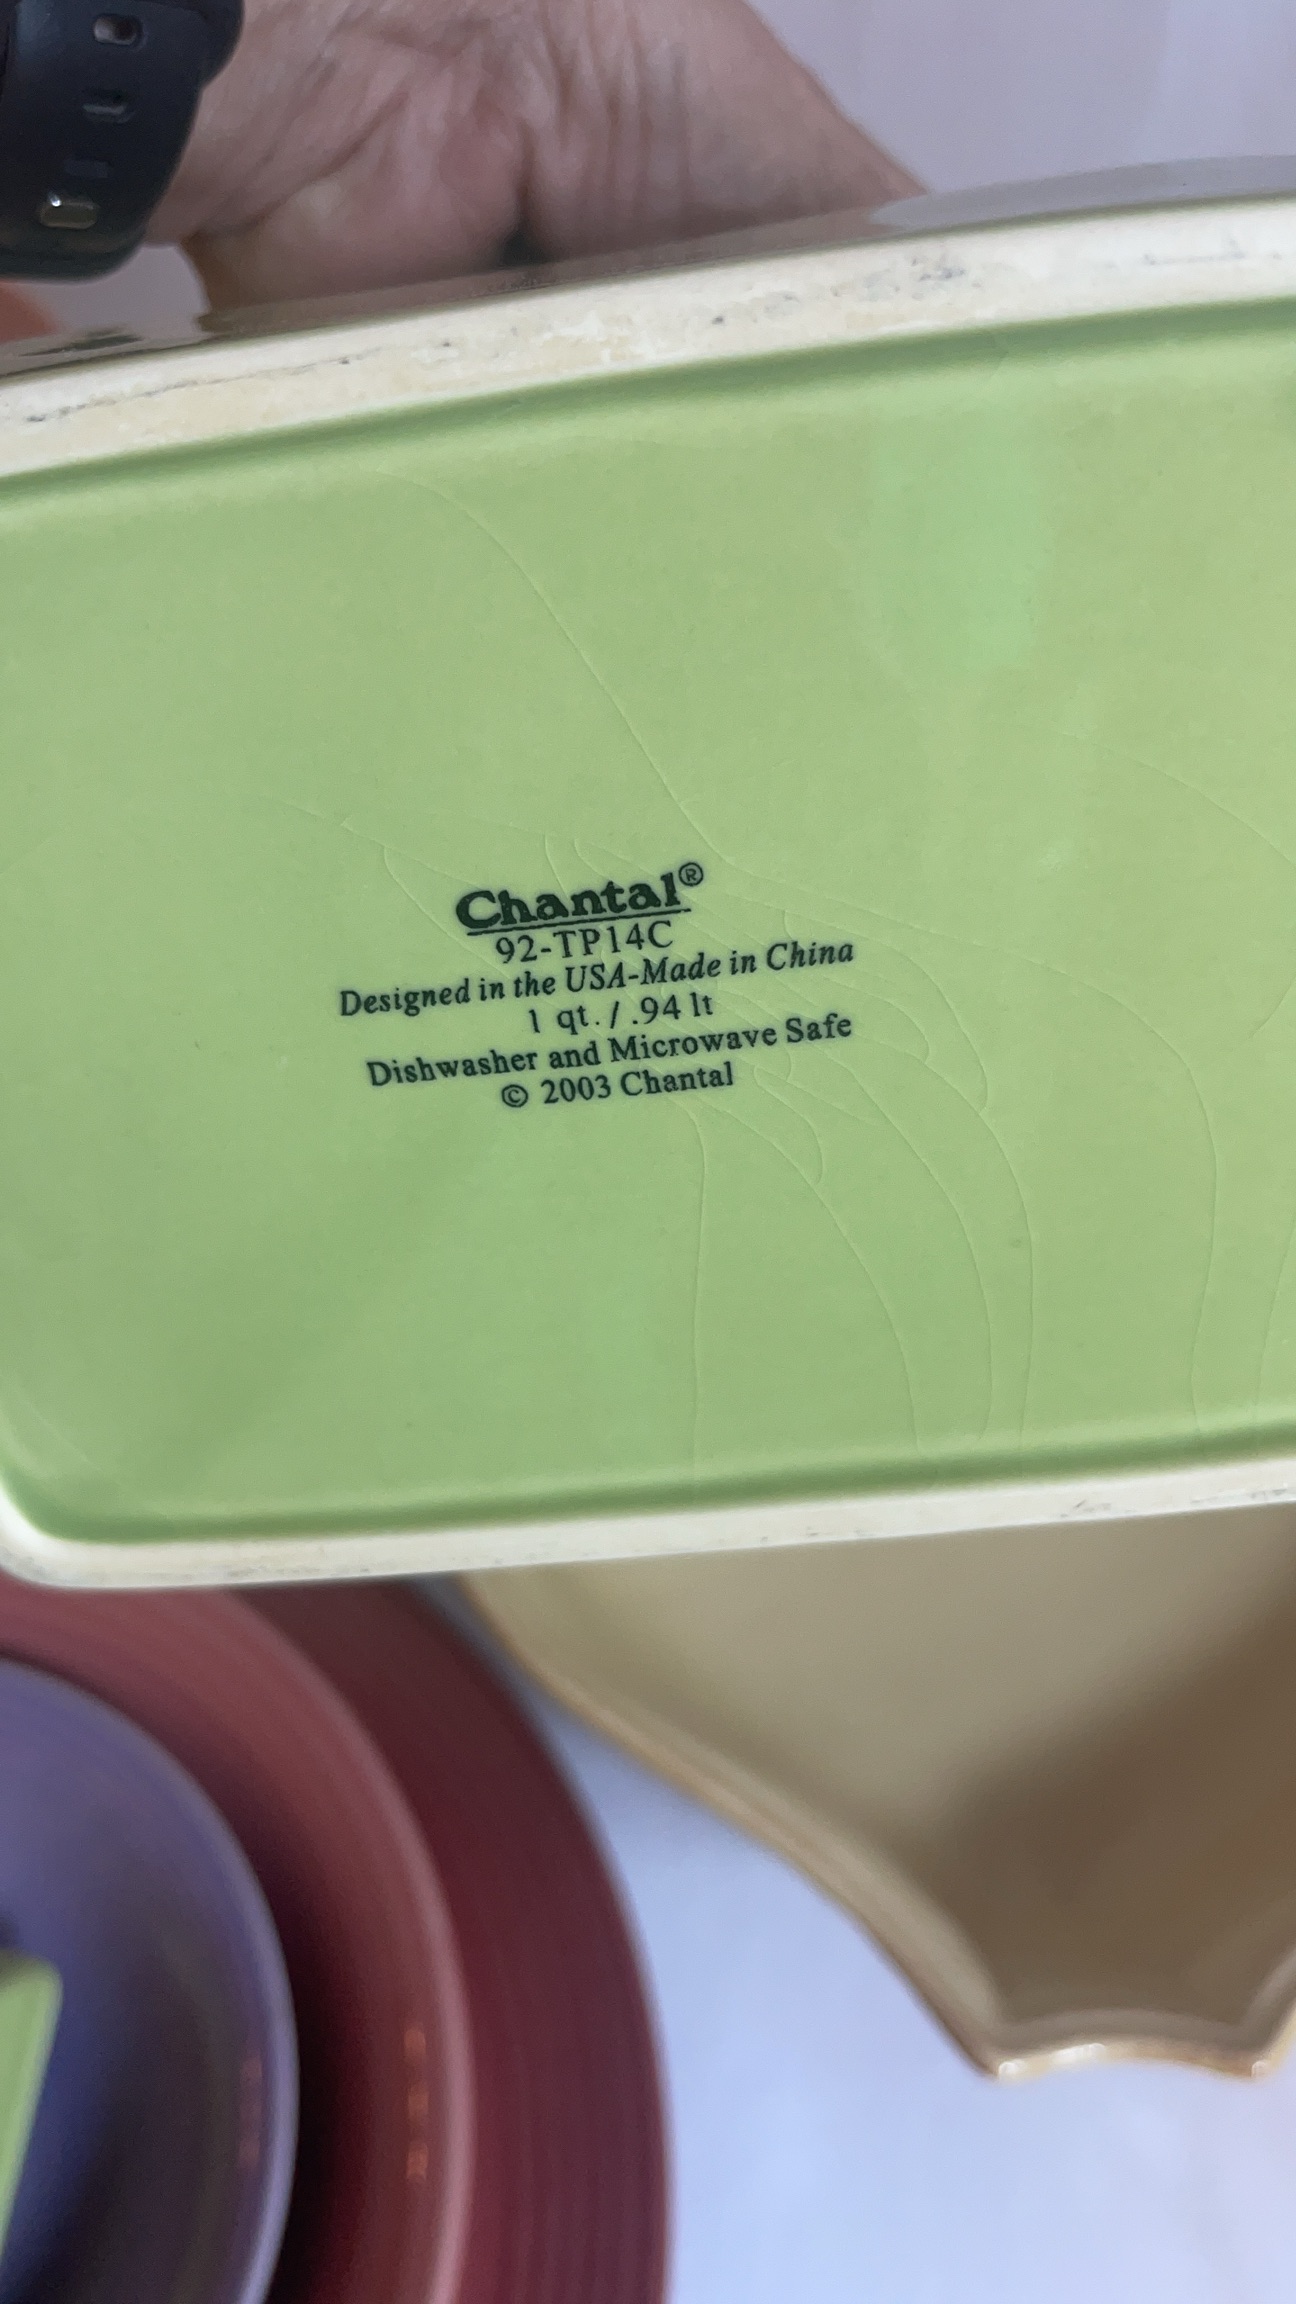 Chantal®
92-TP14C
Designed in the USA-Made in China
1 qt. / .94 lt
Dishwasher and Microwave Safe
© 2003 Chantal